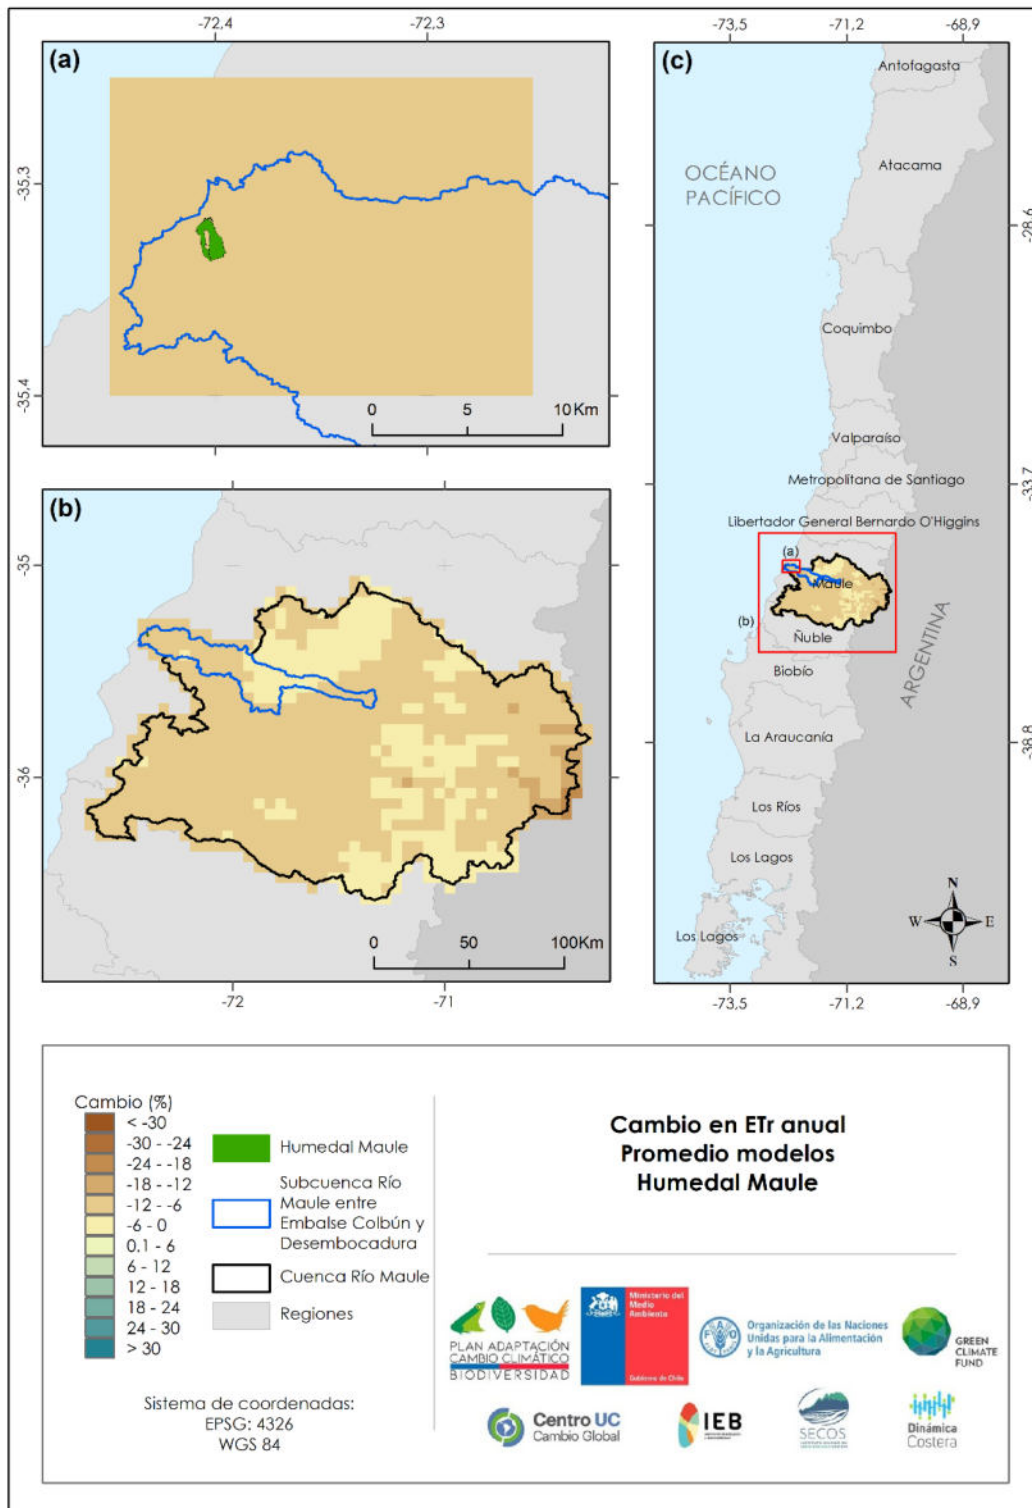 -72.4
-72.3
(a)
-35.3
-35.4
0
5
10 Km
(b)
-35
-36
0
50
100Km
-72
-71
-73,5
-71,2
-68,9
(c)
Antofagasta
OCÉANO
PACÍFICO
Atacama
-28,6
Coquimbo
Valparaíso
Metropolitana de Santiago
-33,7
Libertador General Bernardo O'Higgins
(a)
Maule
(b)
Ñuble
Biobío
ARGENTINA
La Araucanía
-38,8
Los Ríos
Los Lagos
Los Lagos
N
W
E
S
-73,5
-71,2
-68,9
Cambio (%)
< -30
-30 - -24
-24 - -18
-18 - -12
-12 - -6
-6 - 0
0.1 - 6
6 - 12
12 - 18
18 - 24
24 - 30
> 30
Humedal Maule
Subcuenca Río
Maule entre
Embalse Colbún y
Desembocadura
Cuenca Río Maule
Regiones
Sistema de coordenadas:
EPSG: 4326
WGS 84
Cambio en ETr anual
Promedio modelos
Humedal Maule
PLAN ADAPTACIÓN
CAMBIO CLIMÁTICO
BIODIVERSIDAD
Ministerio del
Medio
Ambiente
Gobierno de Chile
FAO
Organización de las Naciones
Unidas para la Alimentación
y la Agricultura
GREEN
CLIMATE
FUND
Centro UC
Cambio Global
IEB
SECOS
Dinámica
Costera